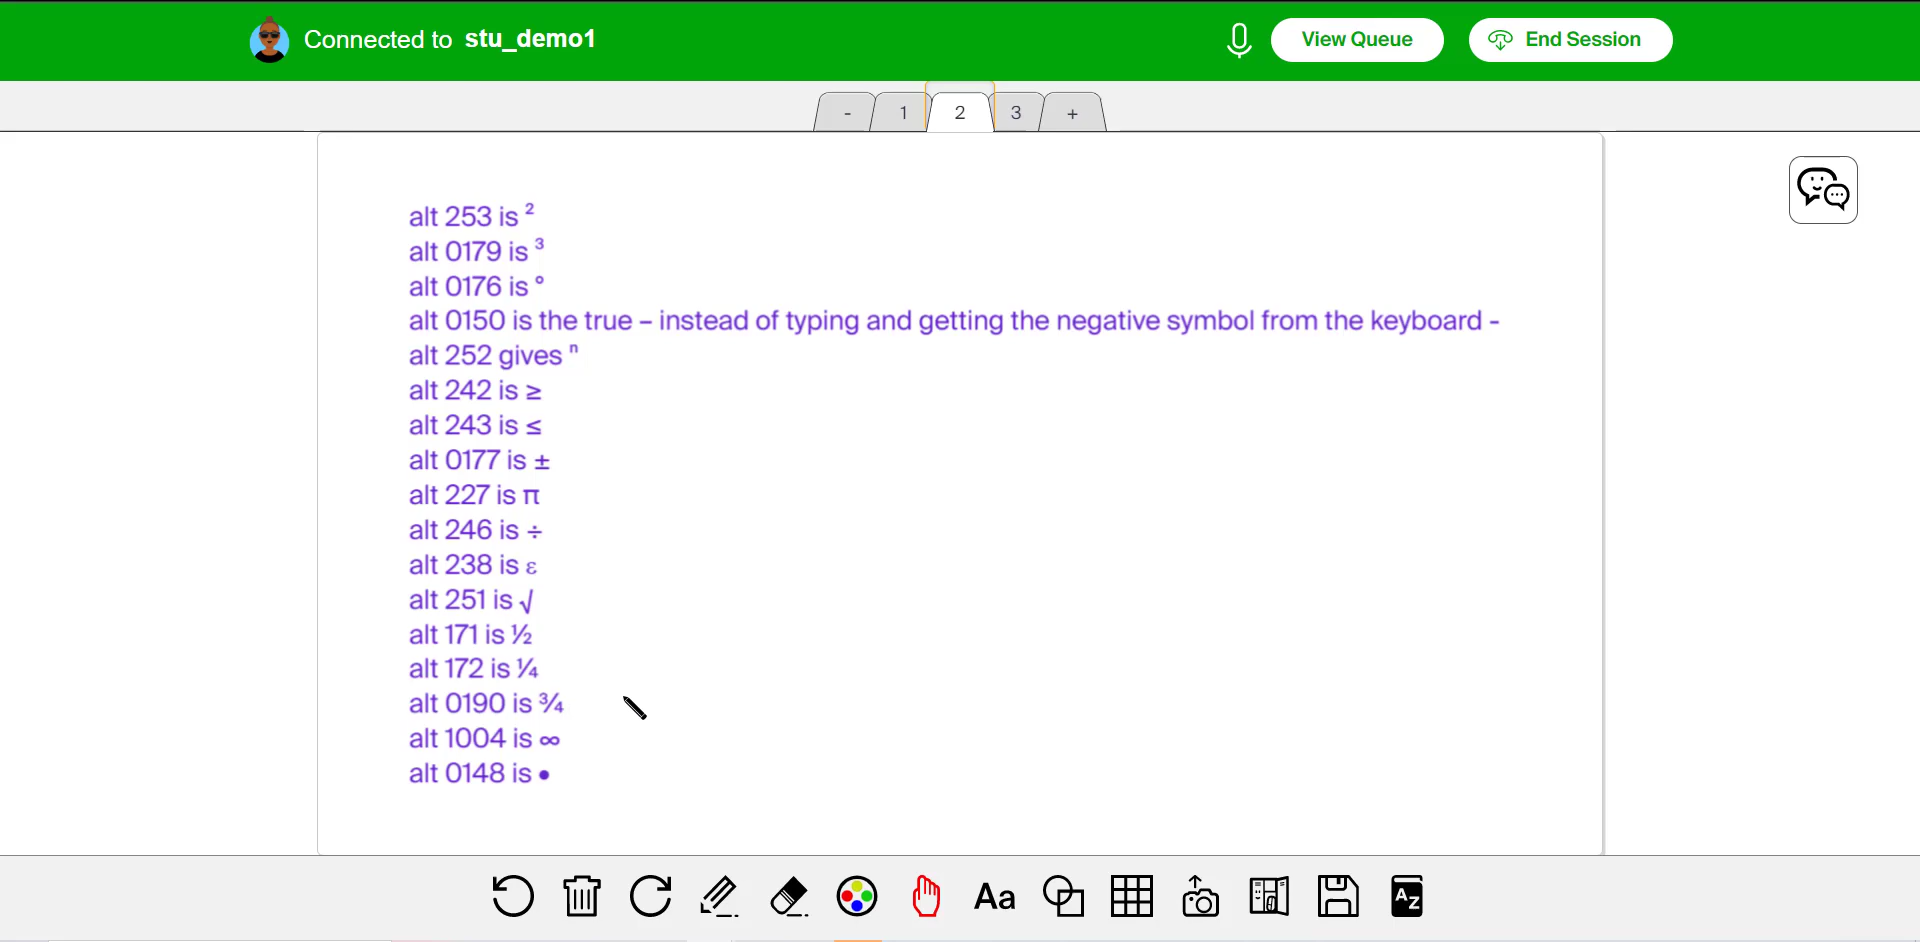 Connected to stu_demo1
View Queue
End Session
- 1 2 3 +
alt 253 is ²
alt 0179 is ³
alt 0176 is °
alt 0150 is the true – instead of typing and getting the negative symbol from the keyboard -
alt 252 gives ⁿ
alt 242 is ≥
alt 243 is ≤
alt 0177 is ±
alt 227 is π
alt 246 is ÷
alt 238 is ε
alt 251 is √
alt 171 is ½
alt 172 is ¼
alt 0190 is ¾
alt 1004 is ∞
alt 0148 is •
Aa
AZ